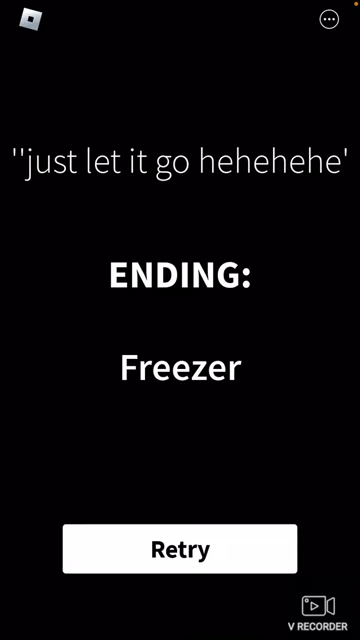 "just let it go hehehehe'
ENDING:
Freezer
Retry
V RECORDER